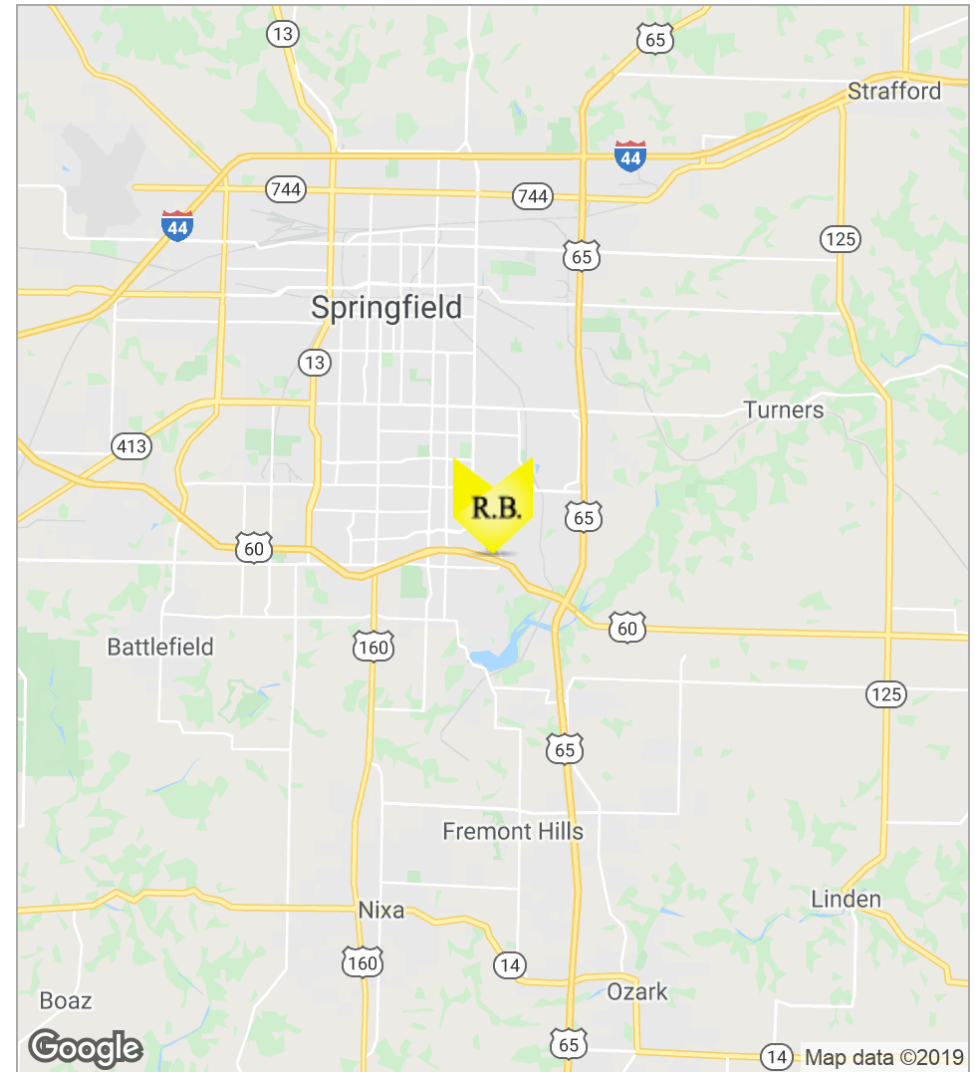 13
65
Strafford
44
744
744
44
125
65
Springfield
13
Turners
413
R.B.
65
60
60
Battlefield
160
125
65
Fremont Hills
Linden
Nixa
160
14
Boaz
Ozark
65
14
Google
Map data ©2019